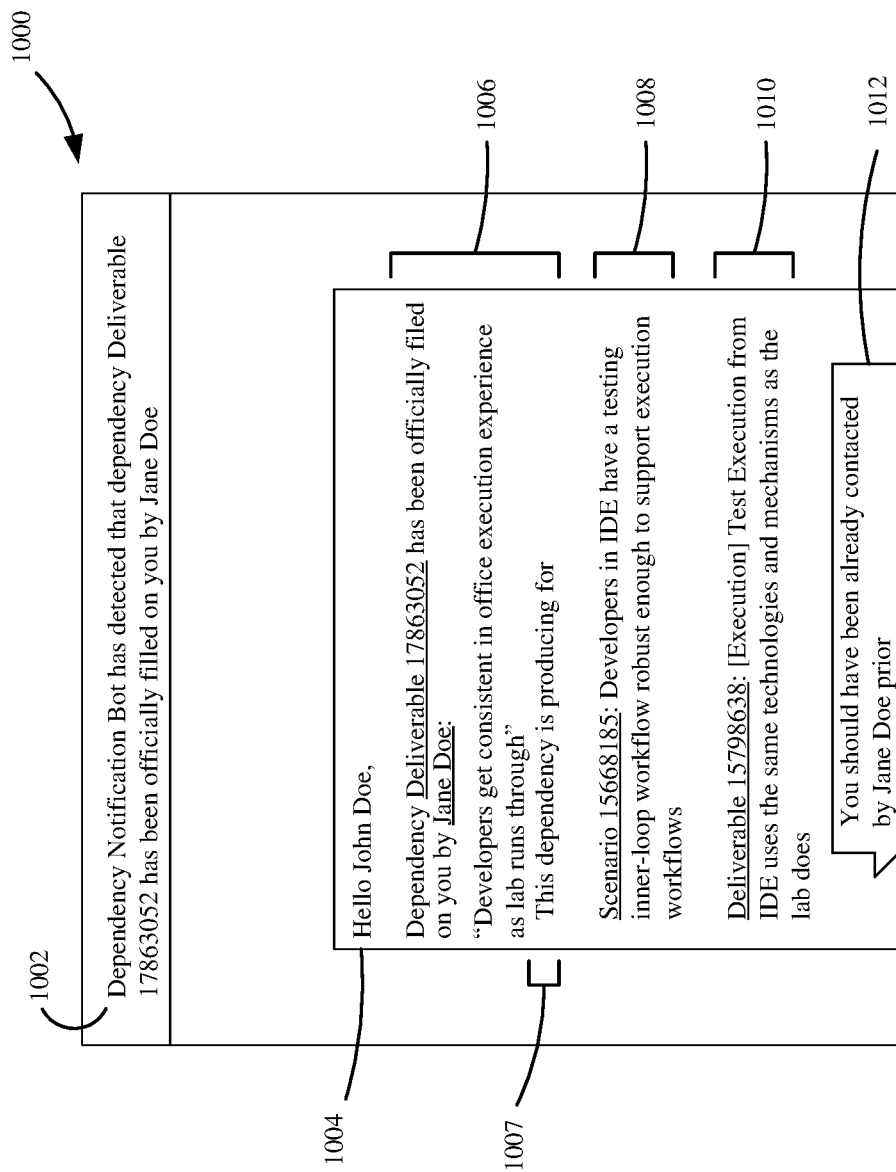 1000
1002
Dependency Notification Bot has detected that dependency Deliverable
17863052 has been officially filled on you by Jane Doe
1004
Hello John Doe,
1006
Dependency Deliverable 17863052 has been officially filed
on you by Jane Doe:
“Developers get consistent in office execution experience
as lab runs through”
1007
This dependency is producing for
1008
Scenario 15668185: Developers in IDE have a testing
inner-loop workflow robust enough to support execution
workflows
1010
Deliverable 15798638: [Execution] Test Execution from
IDE uses the same technologies and mechanisms as the
lab does
1012
You should have been already contacted
by Jane Doe prior